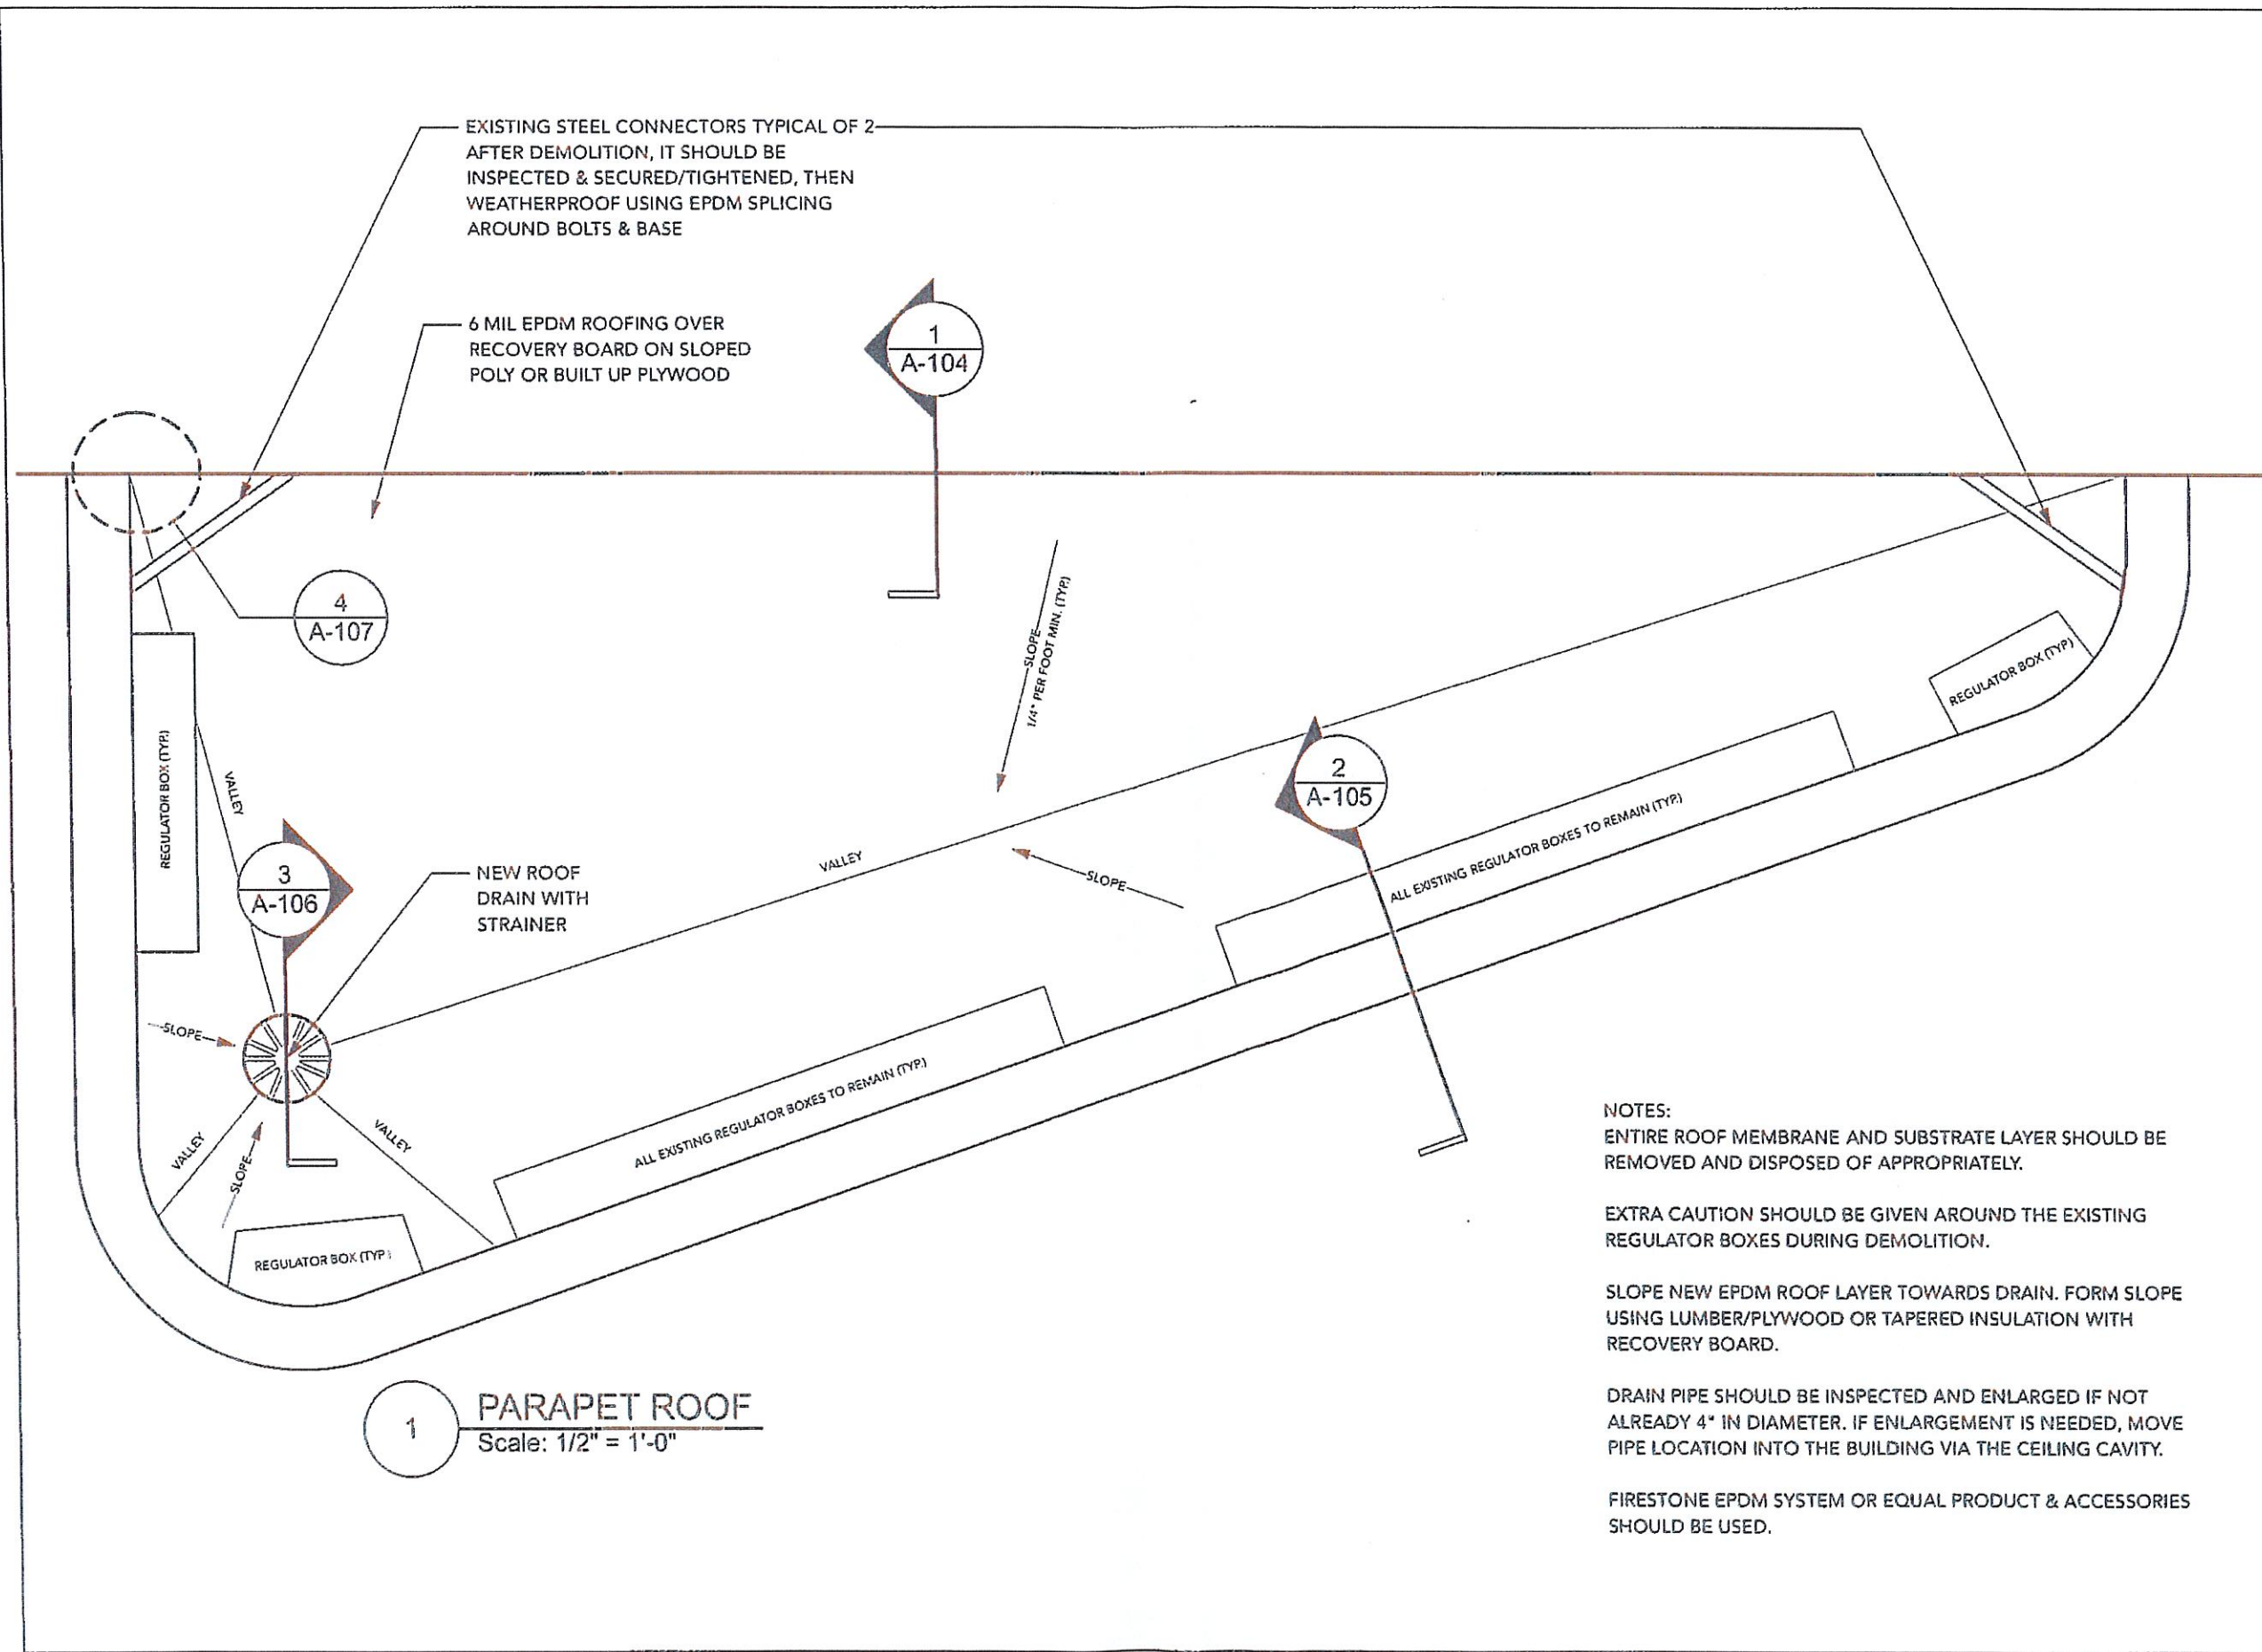 EXISTING STEEL CONNECTORS TYPICAL OF 2
AFTER DEMOLITION, IT SHOULD BE
INSPECTED & SECURED/TIGHTENED, THEN
WEATHERPROOF USING EPDM SPLICING
AROUND BOLTS & BASE
6 MIL EPDM ROOFING OVER
RECOVERY BOARD ON SLOPED
POLY OR BUILT UP PLYWOOD
1
A-104
4
A-107
SLOPE
1/4" PER FOOT MIN. (TYP.)
REGULATOR BOX (TYP.)
REGULATOR BOX (TYP.)
VALLEY
2
A-105
ALL EXISTING REGULATOR BOXES TO REMAIN (TYP.)
VALLEY
SLOPE
3
A-106
NEW ROOF
DRAIN WITH
STRAINER
SLOPE
VALLEY
SLOPE
VALLEY
ALL EXISTING REGULATOR BOXES TO REMAIN (TYP.)
REGULATOR BOX (TYP.)
1
PARAPET ROOF
Scale: 1/2" = 1'-0"
NOTES:
ENTIRE ROOF MEMBRANE AND SUBSTRATE LAYER SHOULD BE
REMOVED AND DISPOSED OF APPROPRIATELY.
EXTRA CAUTION SHOULD BE GIVEN AROUND THE EXISTING
REGULATOR BOXES DURING DEMOLITION.
SLOPE NEW EPDM ROOF LAYER TOWARDS DRAIN. FORM SLOPE
USING LUMBER/PLYWOOD OR TAPERED INSULATION WITH
RECOVERY BOARD.
DRAIN PIPE SHOULD BE INSPECTED AND ENLARGED IF NOT
ALREADY 4" IN DIAMETER. IF ENLARGEMENT IS NEEDED, MOVE
PIPE LOCATION INTO THE BUILDING VIA THE CEILING CAVITY.
FIRESTONE EPDM SYSTEM OR EQUAL PRODUCT & ACCESSORIES
SHOULD BE USED.